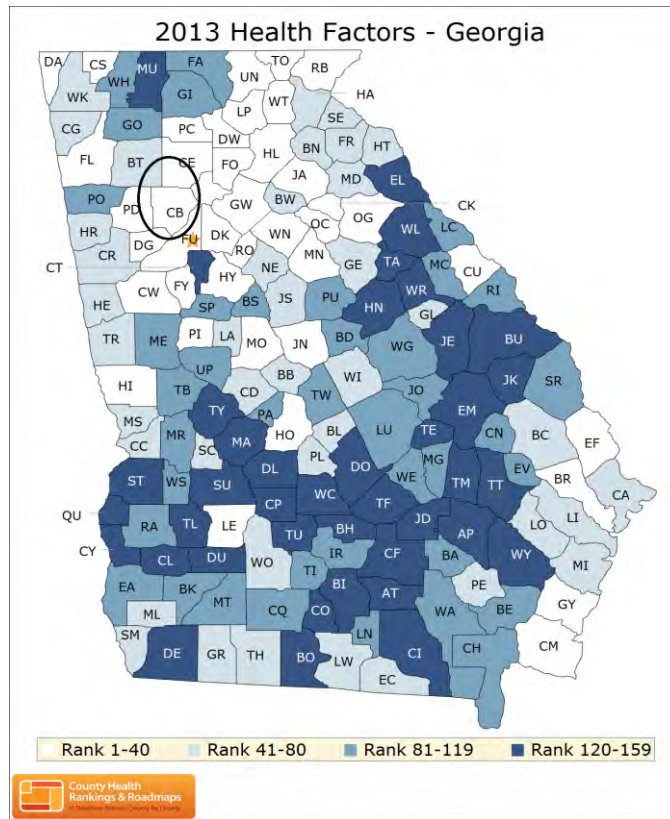 2013 Health Factors - Georgia
DA CS MU FA UN TO RB
WH GI HA
WK LP WT
CG GO PC SE
DW BN FR HT
FL BT FO HL
JA MD EL
PO PD CB GW BW CK
OG WL LC
HR DG FU DK WN OC
CR RO MN TA MC CU
CT NE GE
CW FY HY WR RI
HE SP BS JS PU HN GL
TR ME PI LA MO JN BD WG JE BU
UP BB WI JK SR
HI TB CD TW JO
PA EM
MS TY LU TE CN BC EF
CC MR MA HO BL
SC PL MG EV BR
ST WS DL DO WE TM TT CA
SU CP WC TF LO LI
QU RA TL LE BH JD AP
TU WY MI
CY CL DU WO IR CF BA
TI PE
EA BK BI AT GY
MT CQ WA BE
ML CO
SM LN CH CM
DE GR TH BO LW CI
EC
Rank 1-40 Rank 41-80 Rank 81-119 Rank 120-159
County Health
Rankings & Roadmaps